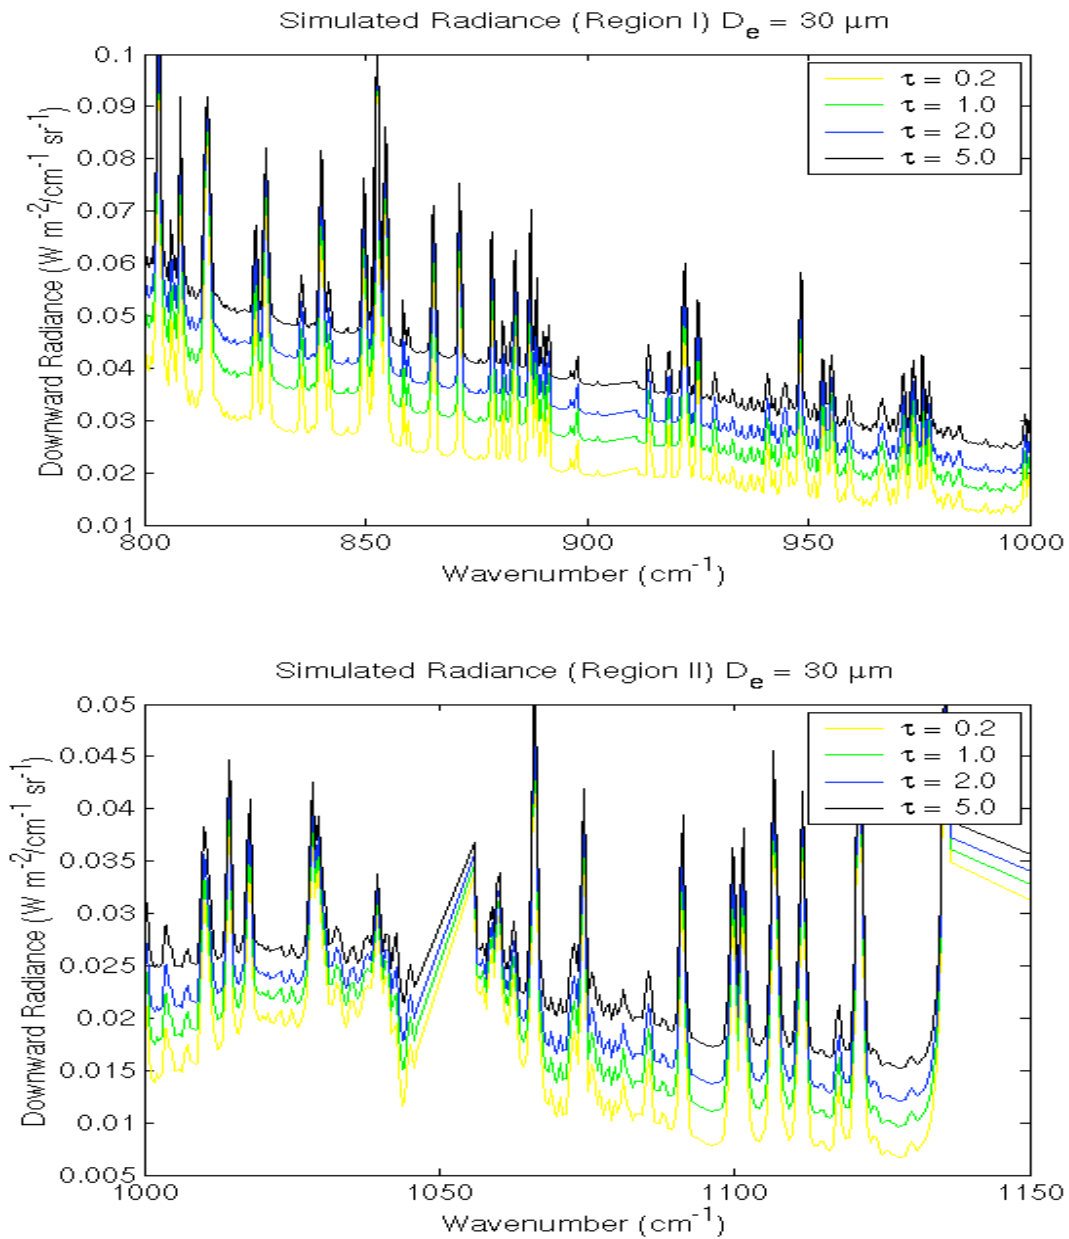 Simulated Radiance (Region I) De = 30 μm
0.1
0.09
0.08
0.07
0.06
0.05
0.04
0.03
0.02
0.01
Downward Radiance (W m-2/cm-1 sr-1)
τ = 0.2
τ = 1.0
τ = 2.0
τ = 5.0
800 850 900 950 1000
Wavenumber (cm-1)
Simulated Radiance (Region II) De = 30 μm
0.05
0.045
0.04
0.035
0.03
0.025
0.02
0.015
0.01
0.005
Downward Radiance (W m-2/cm-1 sr-1)
τ = 0.2
τ = 1.0
τ = 2.0
τ = 5.0
1000 1050 1100 1150
Wavenumber (cm-1)